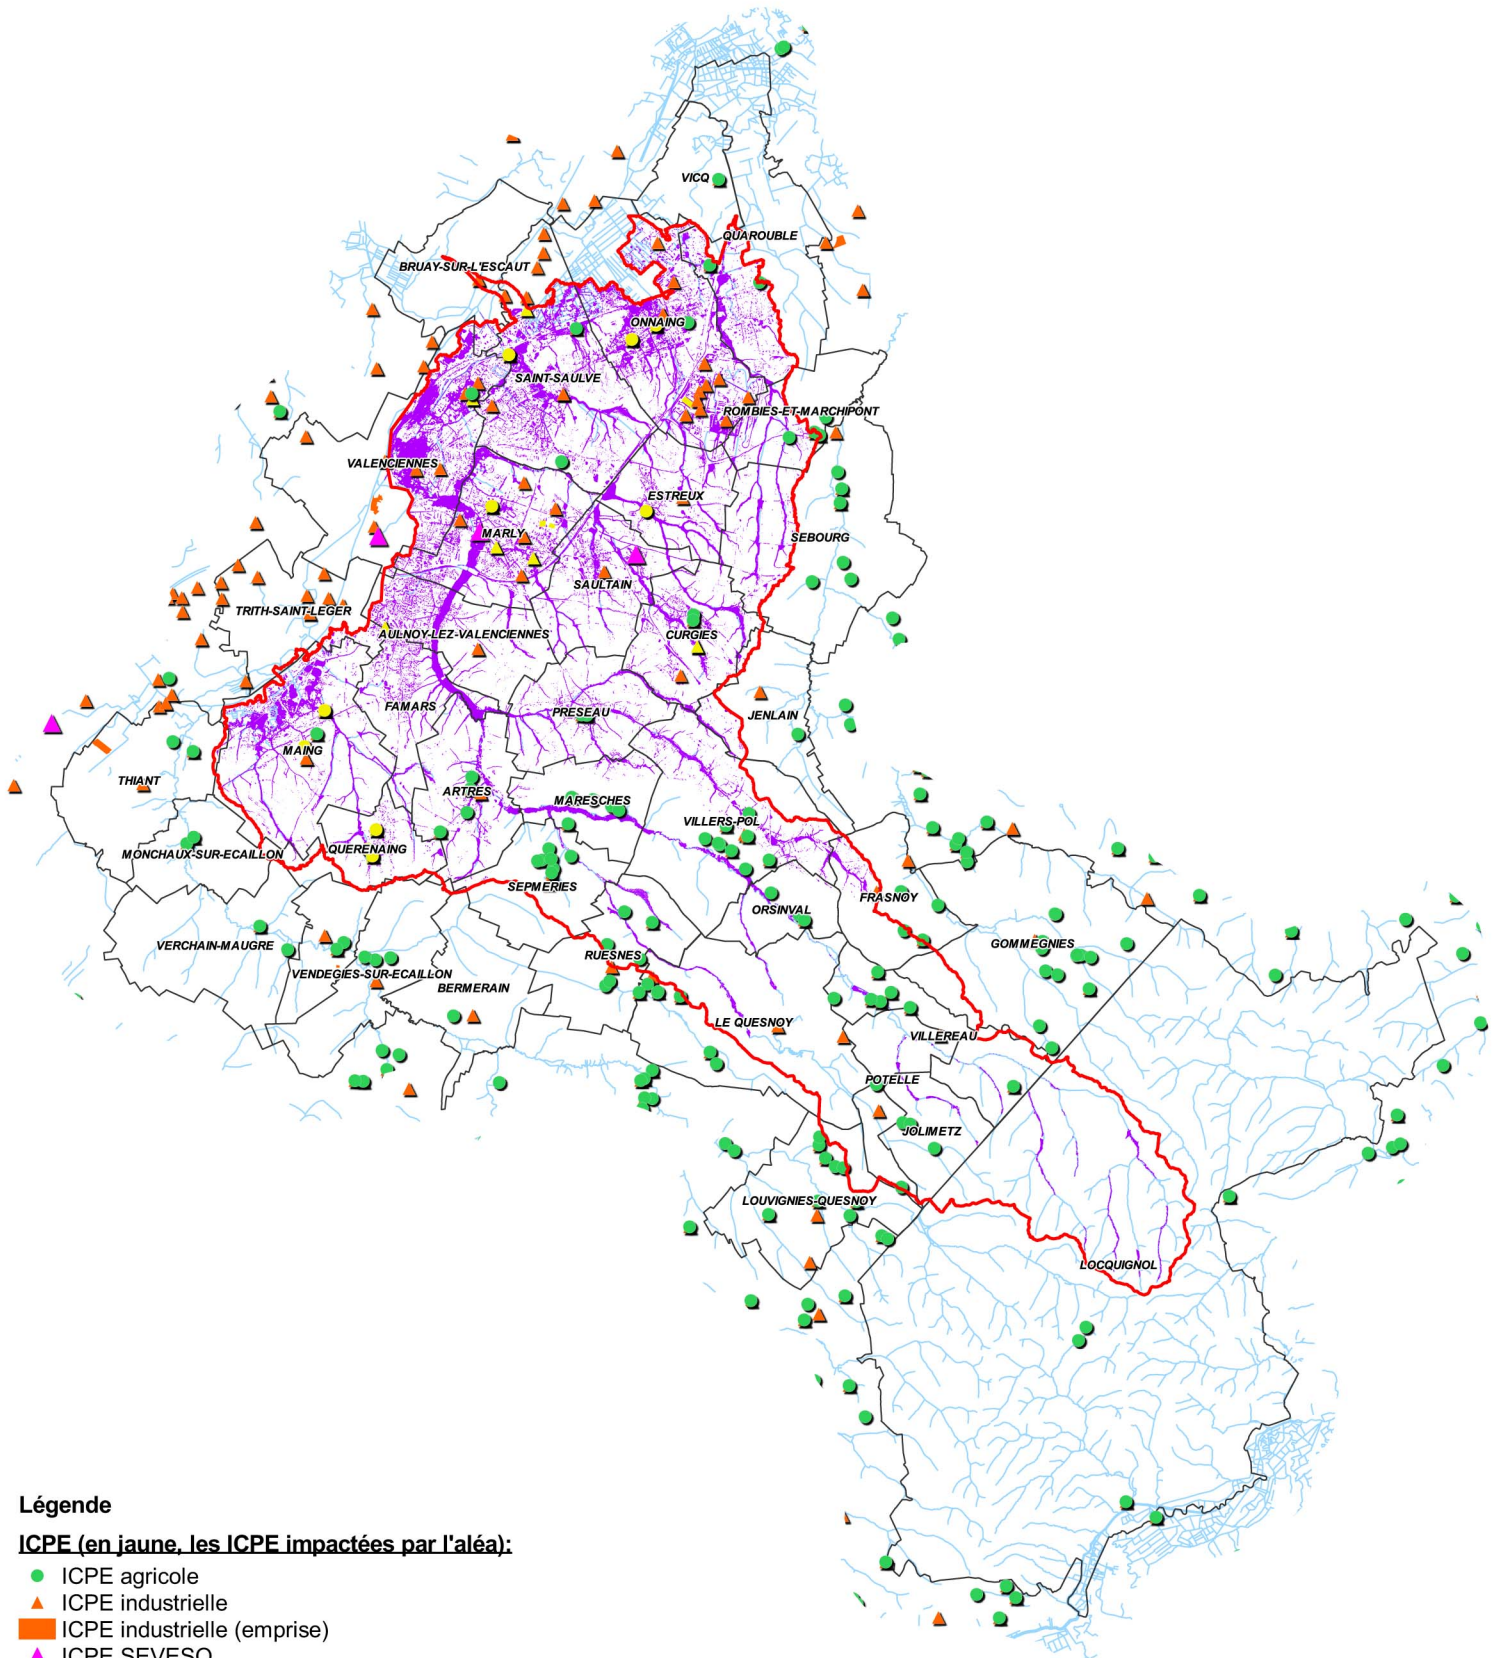 VICQ
QUAROUBLE
BRUAY-SUR-L'ESCAUT
ONNAING
SAINT-SAULVE
ROMBIES-ET-MARCHIPONT
VALENCIENNES
ESTREUX
MARLY
SEBOURG
SAULTAIN
TRITH-SAINT-LEGER
AULNOY-LEZ-VALENCIENNES
CURGIES
FAMARS
PRESEAU
JENLAIN
MAING
THIANT
ARTRES
MARESCHES
VILLERS-POL
MONCHAUX-SUR-ECAILLON
QUERENAING
SEPMERIES
FRASNOY
ORSINVAL
VERCHAIN-MAUGRE
GOMMEGNIES
RUESNES
VENDEGIES-SUR-ECAILLON
BERMERAIN
LE QUESNOY
VILLEREAU
POTELLE
JOLIMETZ
LOUVIGNIES-QUESNOY
LOCQUIGNOL
Légende
ICPE (en jaune, les ICPE impactées par l'aléa):
ICPE agricole
ICPE industrielle
ICPE industrielle (emprise)
ICPE SEVESO